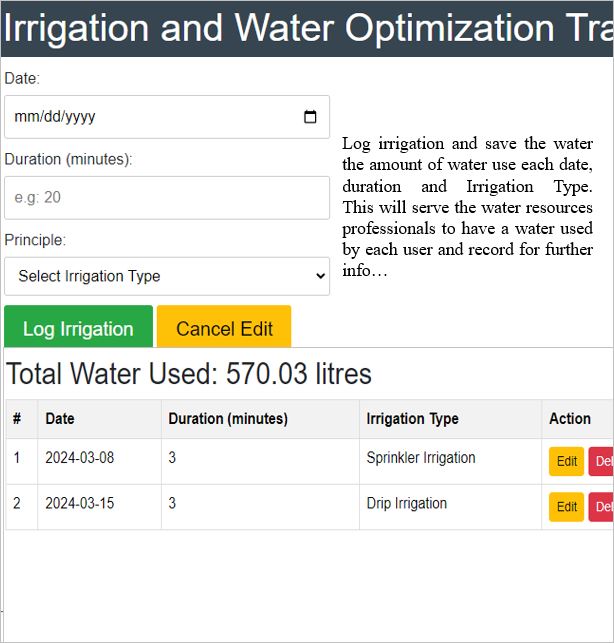 Irrigation and Water Optimization Tra
Date:
mm/dd/yyyy
Duration (minutes):
e.g: 20
Principle:
Select Irrigation Type
Log Irrigation Cancel Edit
Log irrigation and save the water
the amount of water use each date,
duration and Irrigation Type.
This will serve the water resources
professionals to have a water used
by each user and record for further
info…
Total Water Used: 570.03 litres
# Date Duration (minutes) Irrigation Type Action
1 2024-03-08 3 Sprinkler Irrigation Edit Del
2 2024-03-15 3 Drip Irrigation Edit Del